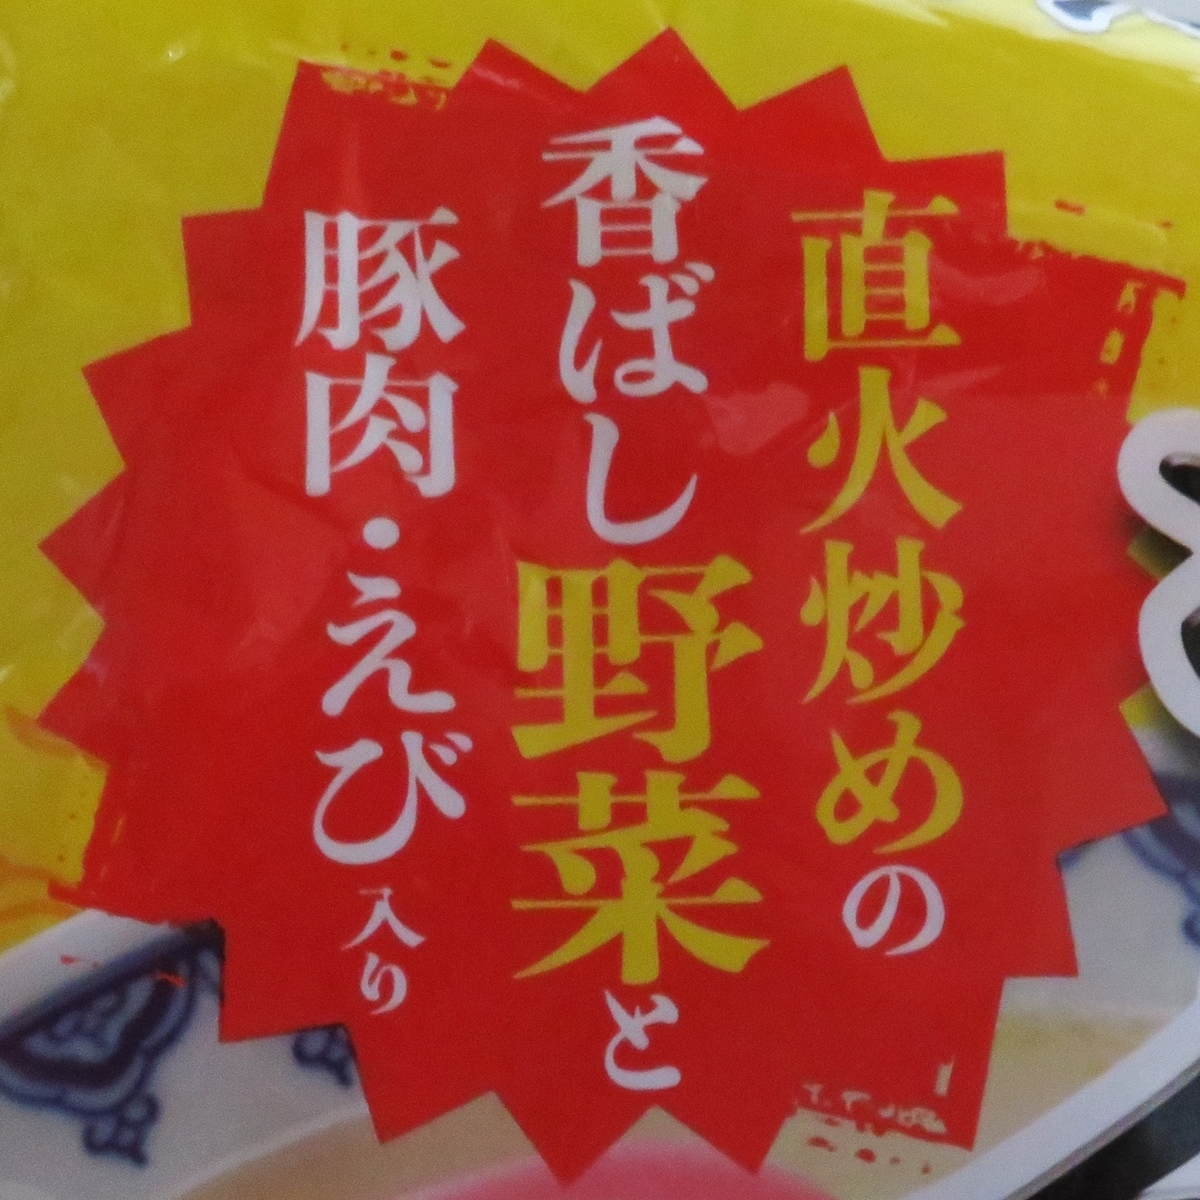 直火炒めの
香ばし野菜と
豚肉・えび入り